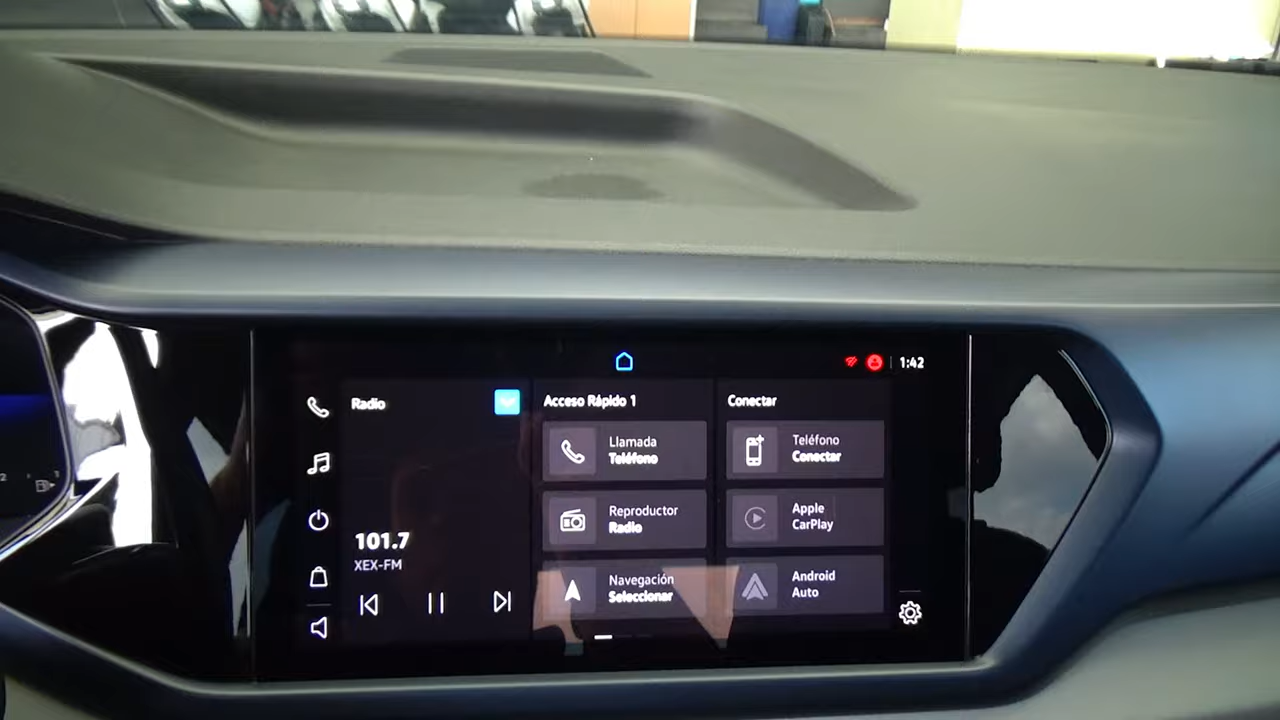 1:42
Radio
101.7
XEX-FM
Acceso Rápido 1
Llamada
Teléfono
Reproductor
Radio
Navegación
Seleccionar
Conectar
Teléfono
Conectar
Apple
CarPlay
Android
Auto